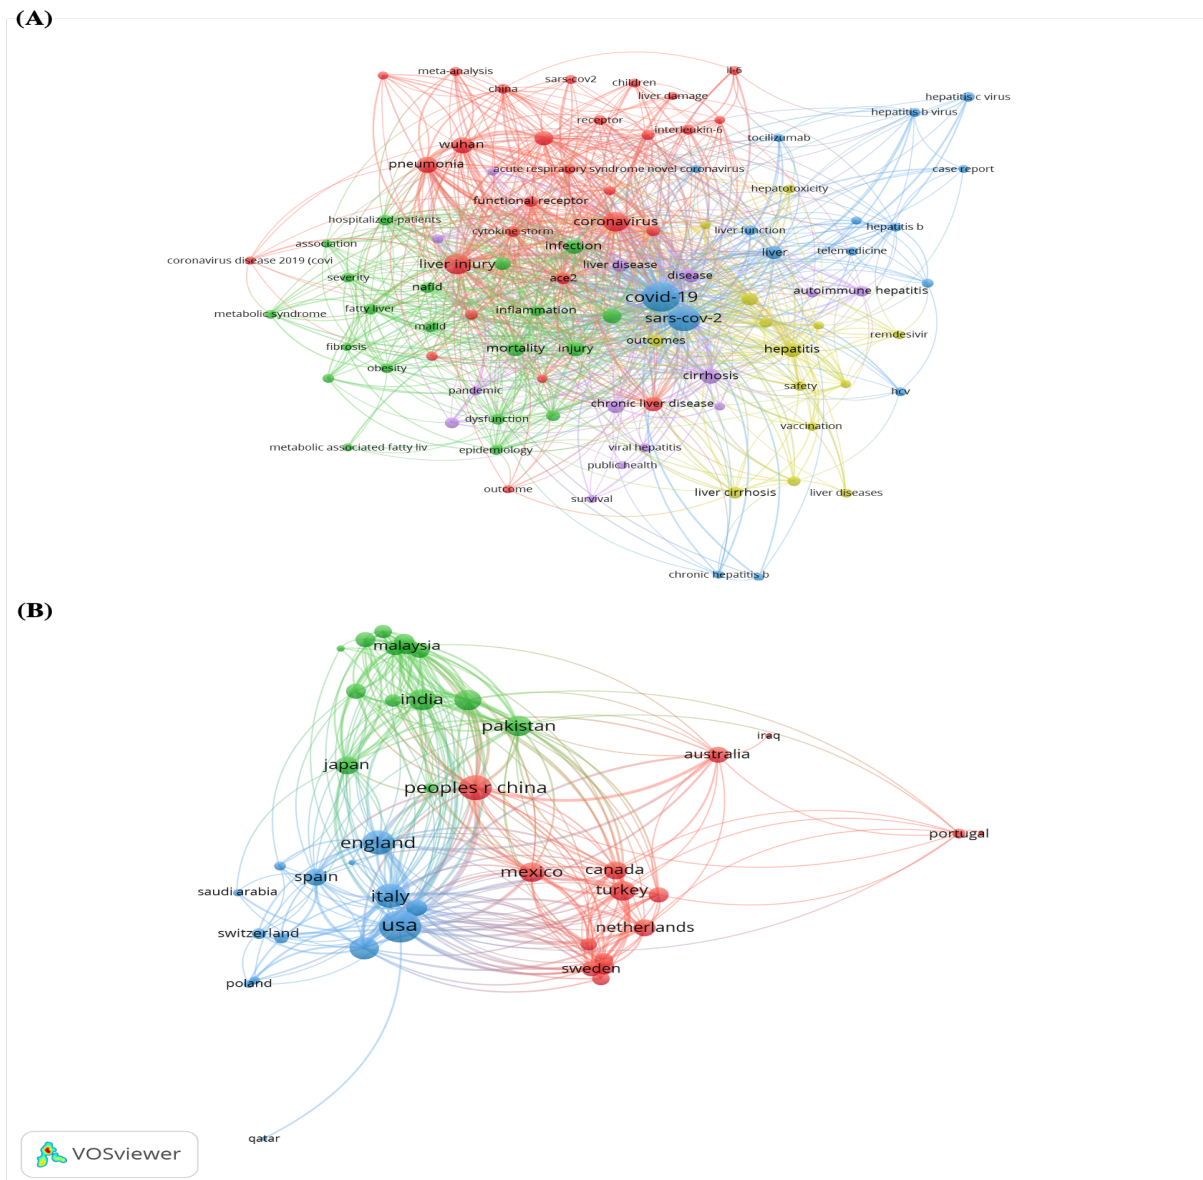 (A)
il-6
meta-analysis
sars-cov2
children
china
liver damage
hepatitis c virus
hepatitis b virus
receptor
interleukin-6
tocilizumab
wuhan
pneumonia
acute respiratory syndrome novel coronavirus
case report
hepatotoxicity
functional receptor
hospitalized-patients
coronavirus
cytokine storm
liver function
hepatitis b
association
infection
liver
telemedicine
coronavirus disease 2019 (covi
liver injury
liver disease
disease
severity
ace2
nafld
autoimmune hepatitis
covid-19
metabolic syndrome
fatty liver
inflammation
sars-cov-2
mafld
remdesivir
outcomes
fibrosis
mortality
injury
hepatitis
obesity
cirrhosis
pandemic
safety
hcv
chronic liver disease
dysfunction
vaccination
metabolic associated fatty liv
epidemiology
viral hepatitis
public health
outcome
survival
liver cirrhosis
liver diseases
chronic hepatitis b
(B)
malaysia
india
pakistan
iraq
australia
japan
peoples r china
portugal
england
mexico
canada
spain
turkey
saudi arabia
italy
usa
netherlands
switzerland
sweden
poland
qatar
VOSviewer